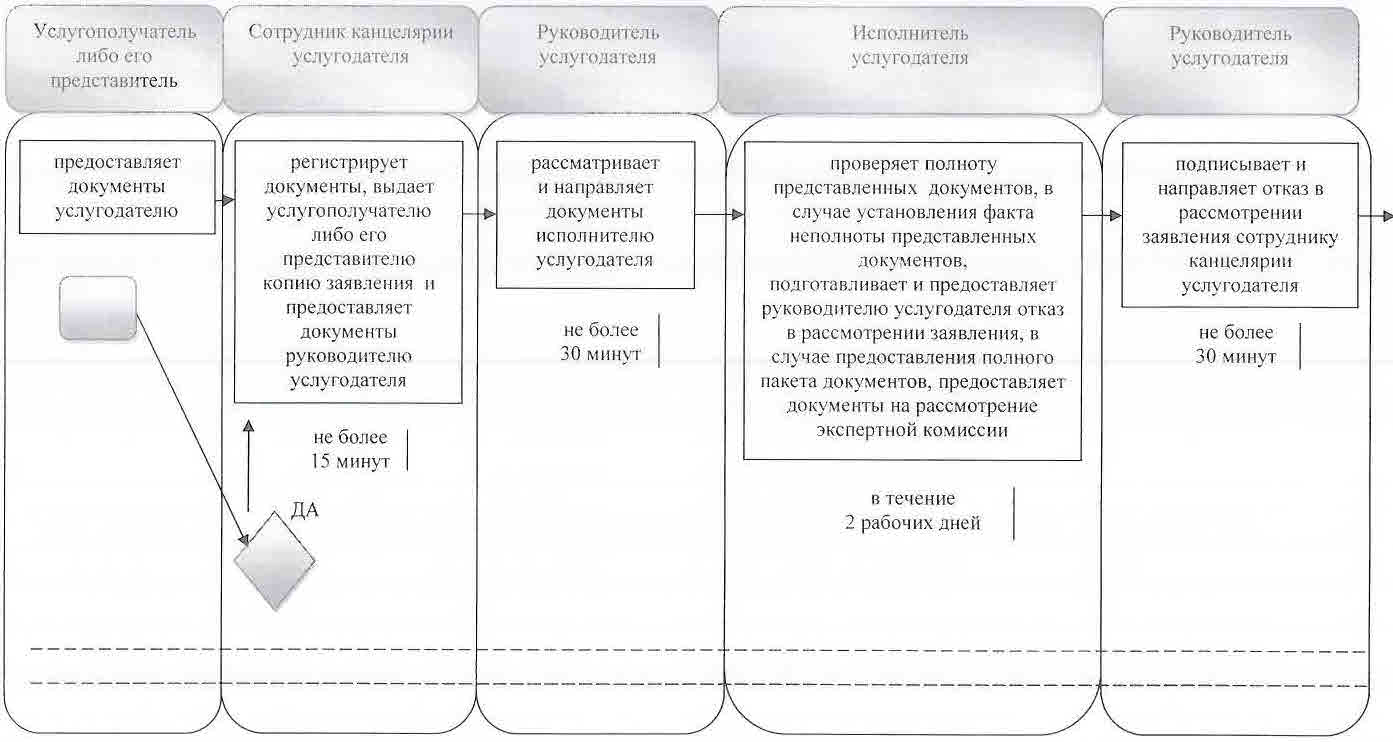 Услугополучатель
либо его
представитель
Сотрудник канцелярии
услугодателя
Руководитель
услугодателя
Исполнитель
услугодателя
Руководитель
услугодателя
предоставляет
документы
услугодателю
регистрирует
документы, выдает
услугополучателю
либо его
представителю
копию заявления и
предоставляет
документы
руководителю
услугодателя
не более
15 минут
ДА
рассматривает
и направляет
документы
исполнителю
услугодателя
не более
30 минут
проверяет полноту
представленных документов, в
случае установления факта
неполноты представленных
документов,
подготавливает и предоставляет
руководителю услугодателя отказ
в рассмотрении заявления, в
случае предоставления полного
пакета документов, предоставляет
документы на рассмотрение
экспертной комиссии
в течение
2 рабочих дней
подписывает и
направляет отказ в
рассмотрении
заявления сотруднику
канцелярии
услугодателя
не более
30 минут